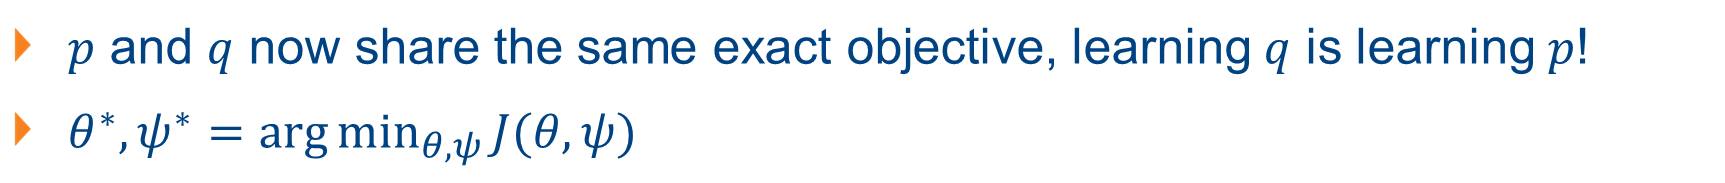 p and q now share the same exact objective, learning q is learning p!
θ*, ψ* = arg min_{θ,ψ} J(θ, ψ)